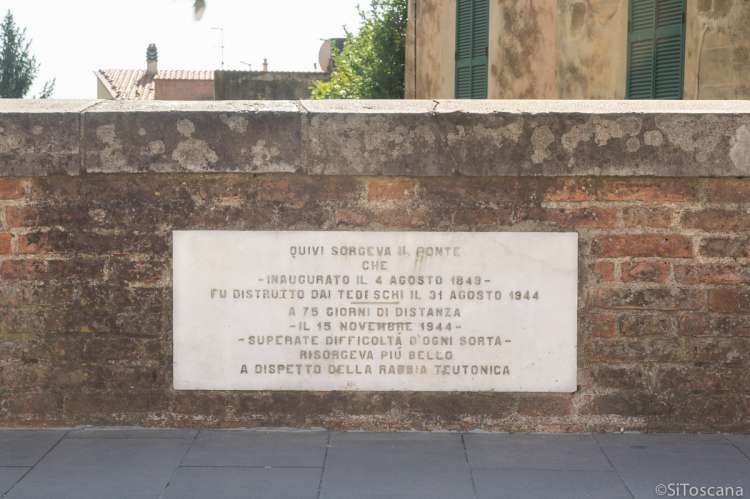 QUIVI SORGEVA IL PONTE
CHE
-INAUGURATO IL 4 AGOSTO 1849-
FU DISTRUTTO DAI TEDESCHI IL 31 AGOSTO 1944
A 75 GIORNI DI DISTANZA
-IL 15 NOVEMBRE 1944-
-SUPERATE DIFFICOLTÀ D'OGNI SORTA-
RISORGEVA PIÙ BELLO
A DISPETTO DELLA RABBIA TEUTONICA
©SiToscana